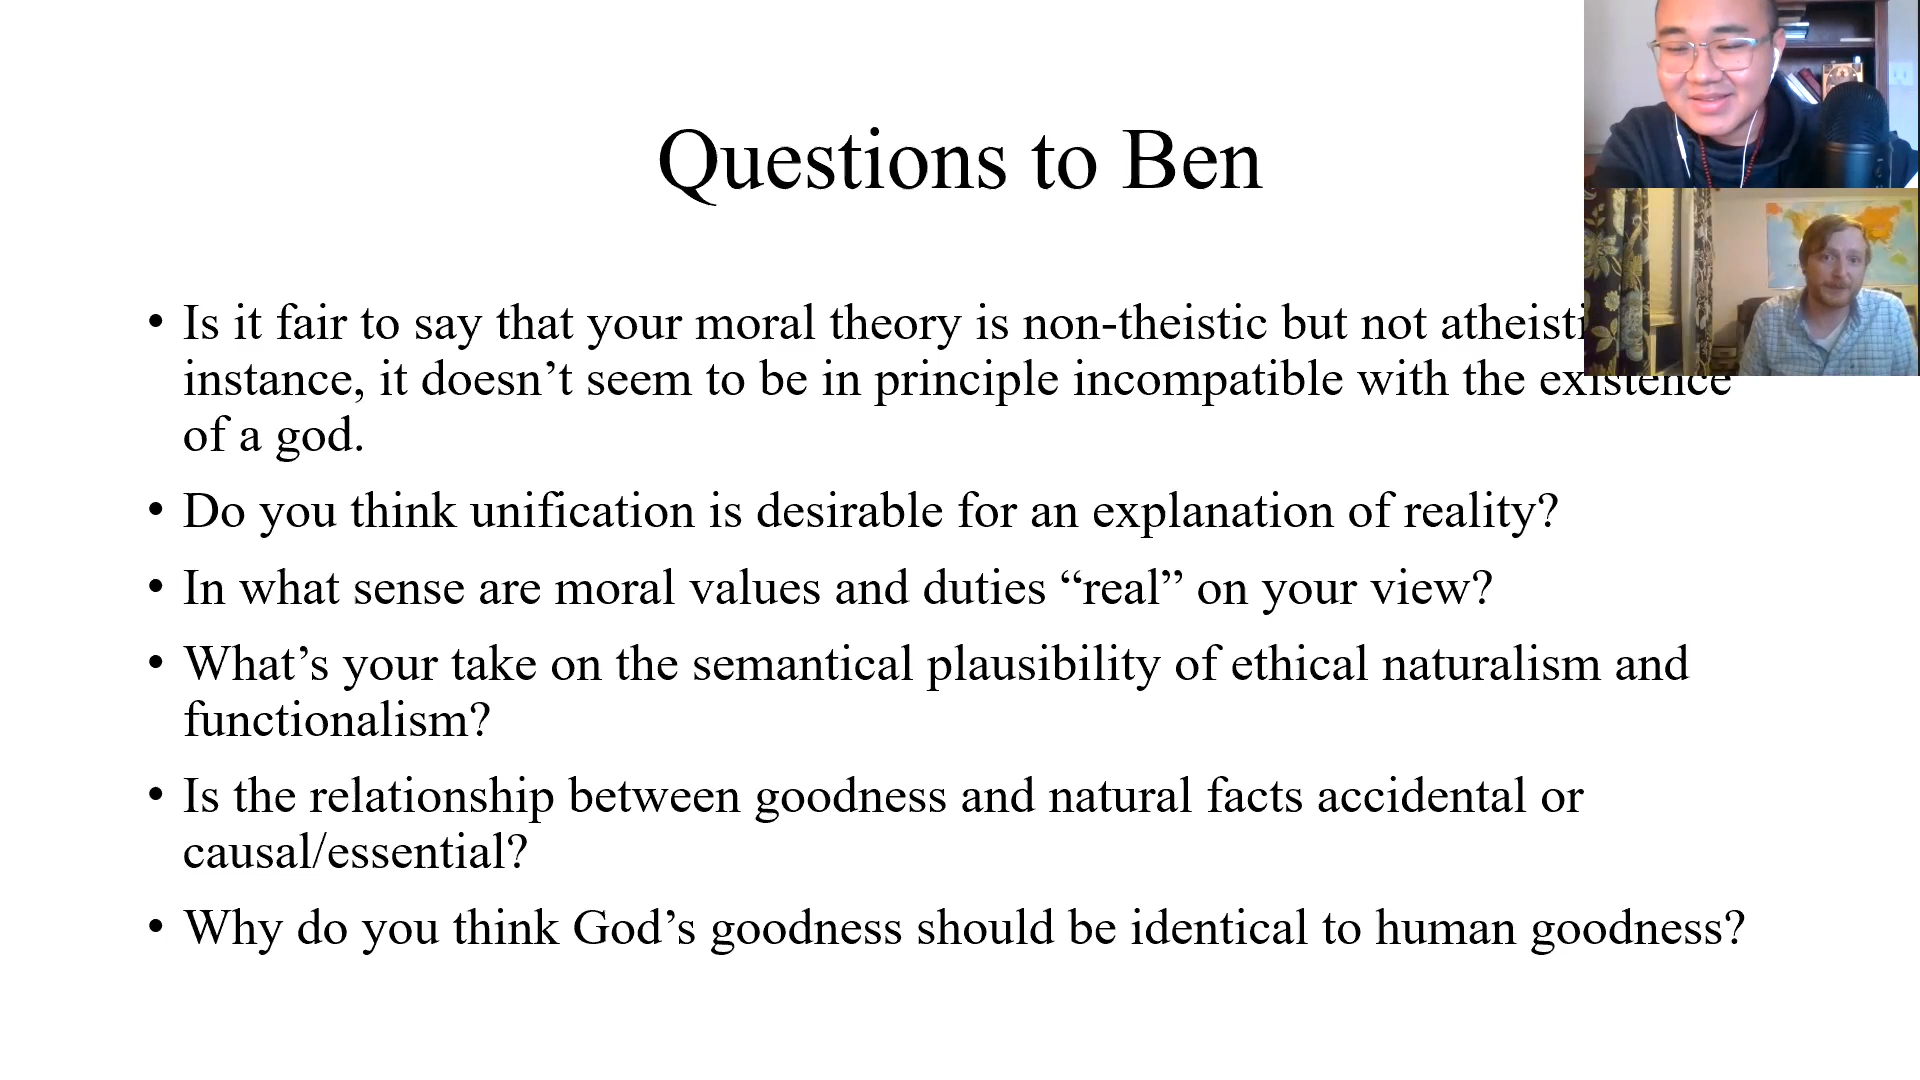 Questions to Ben
• Is it fair to say that your moral theory is non-theistic but not
instance, it doesn’t seem to be in principle incompatible with the existence
of a god.
• Do you think unification is desirable for an explanation of reality?
• In what sense are moral values and duties “real” on your view?
• What’s your take on the semantical plausibility of ethical naturalism and
functionalism?
• Is the relationship between goodness and natural facts accidental or
causal/essential?
• Why do you think God’s goodness should be identical to human goodness?